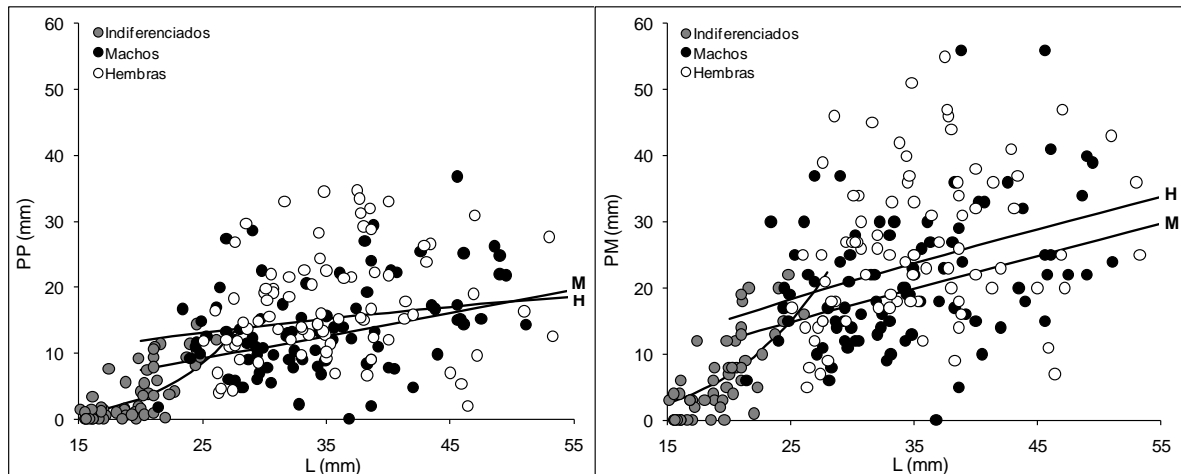 60
50
40
30
20
10
0
PP (mm)
Indiferenciados
Machos
Hembras
M
H
15 25 35 45 55
L (mm)
60
50
40
30
20
10
0
PM (mm)
Indiferenciados
Machos
Hembras
H
M
15 25 35 45 55
L (mm)